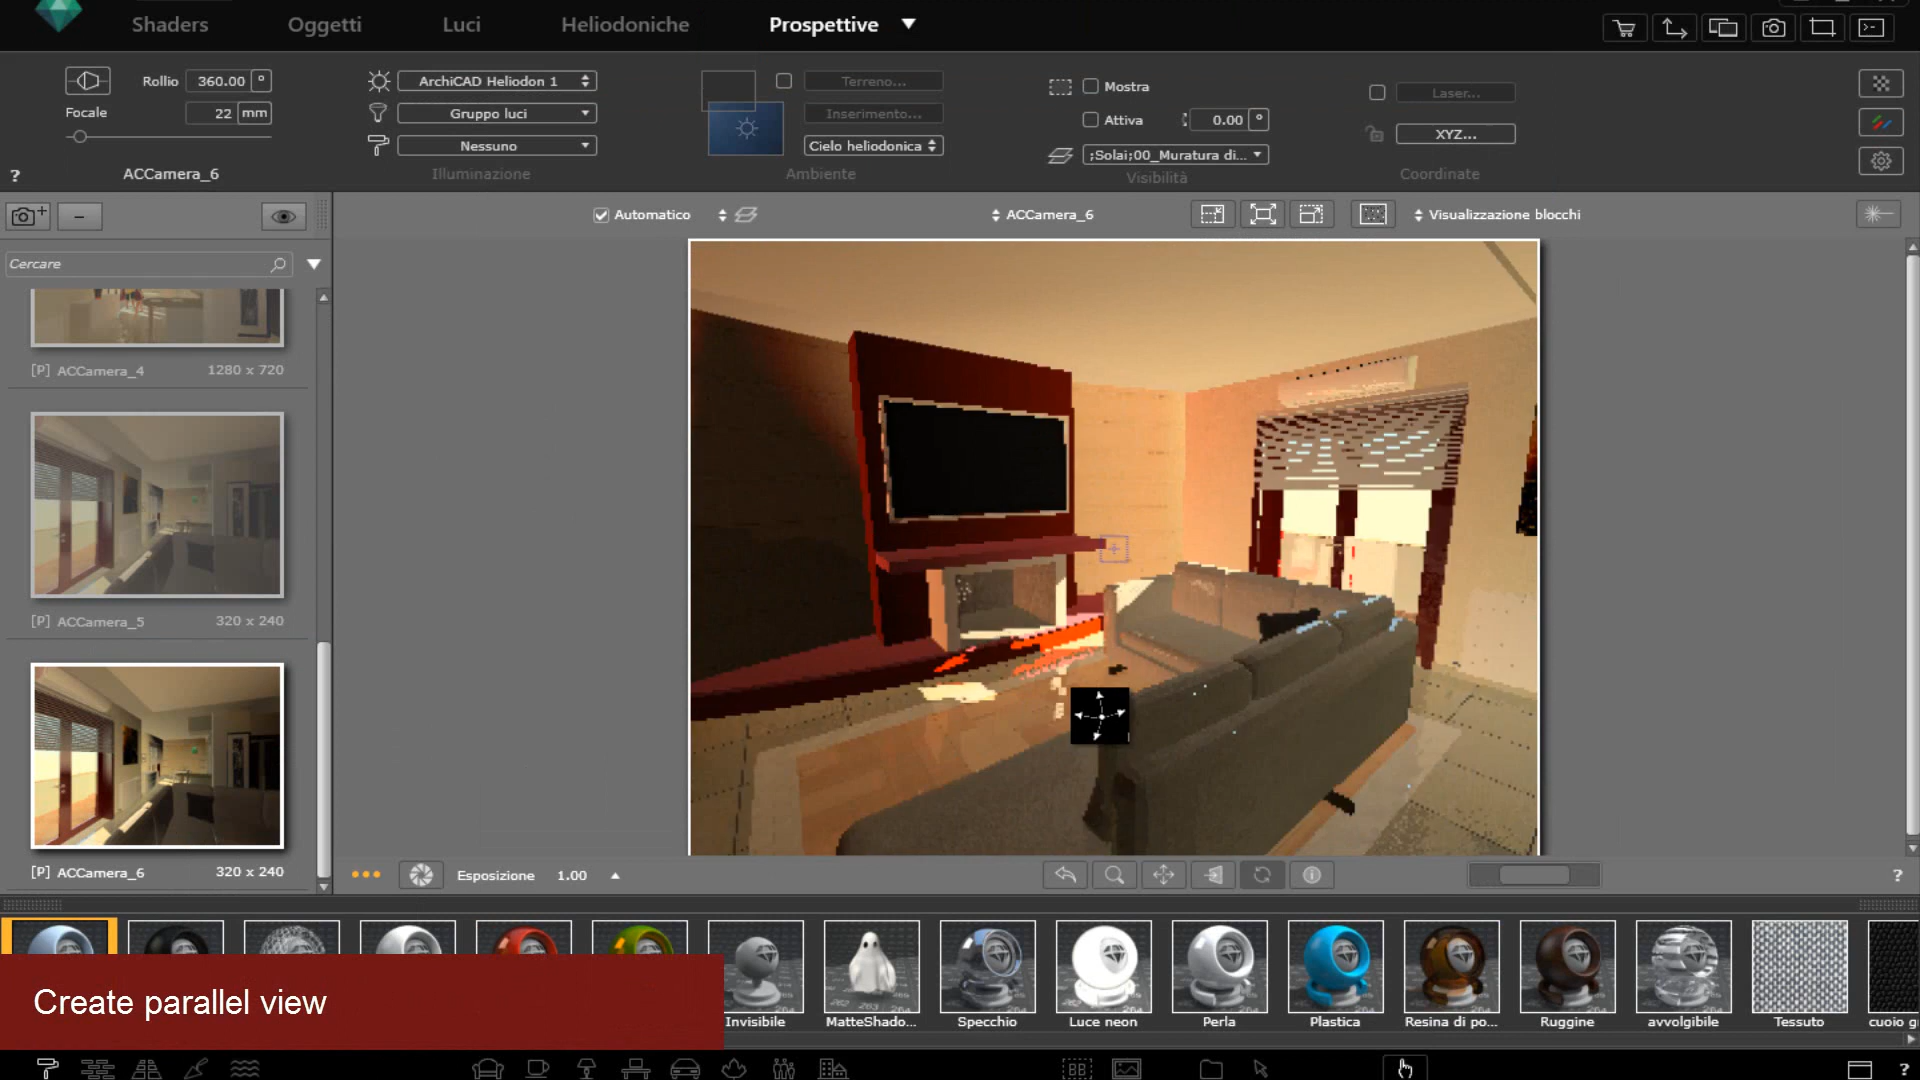 Shaders Oggetti Luci Heliodoniche Prospettive
Rollio 360.00 °
Focale 22 mm
ACCamera_6
?
ArchiCAD Heliodon 1
Gruppo luci
Nessuno
Illuminazione
Terreno...
Inserimento...
Cielo heliodonica
Ambiente
Mostra
Attiva 0.00 °
;Solai;00_Muratura di...
Visibilità
Laser...
XYZ...
Coordinate
Automatico ACCamera_6 Visualizzazione blocchi
Cercare
[P] ACCamera_4 1280 x 720
[P] ACCamera_5 320 x 240
[P] ACCamera_6 320 x 240
Esposizione 1.00
?
Invisibile MatteShado... Specchio Luce neon Perla Plastica Resina di po... Ruggine avvolgibile Tessuto cuoio g
Create parallel view
BB
?